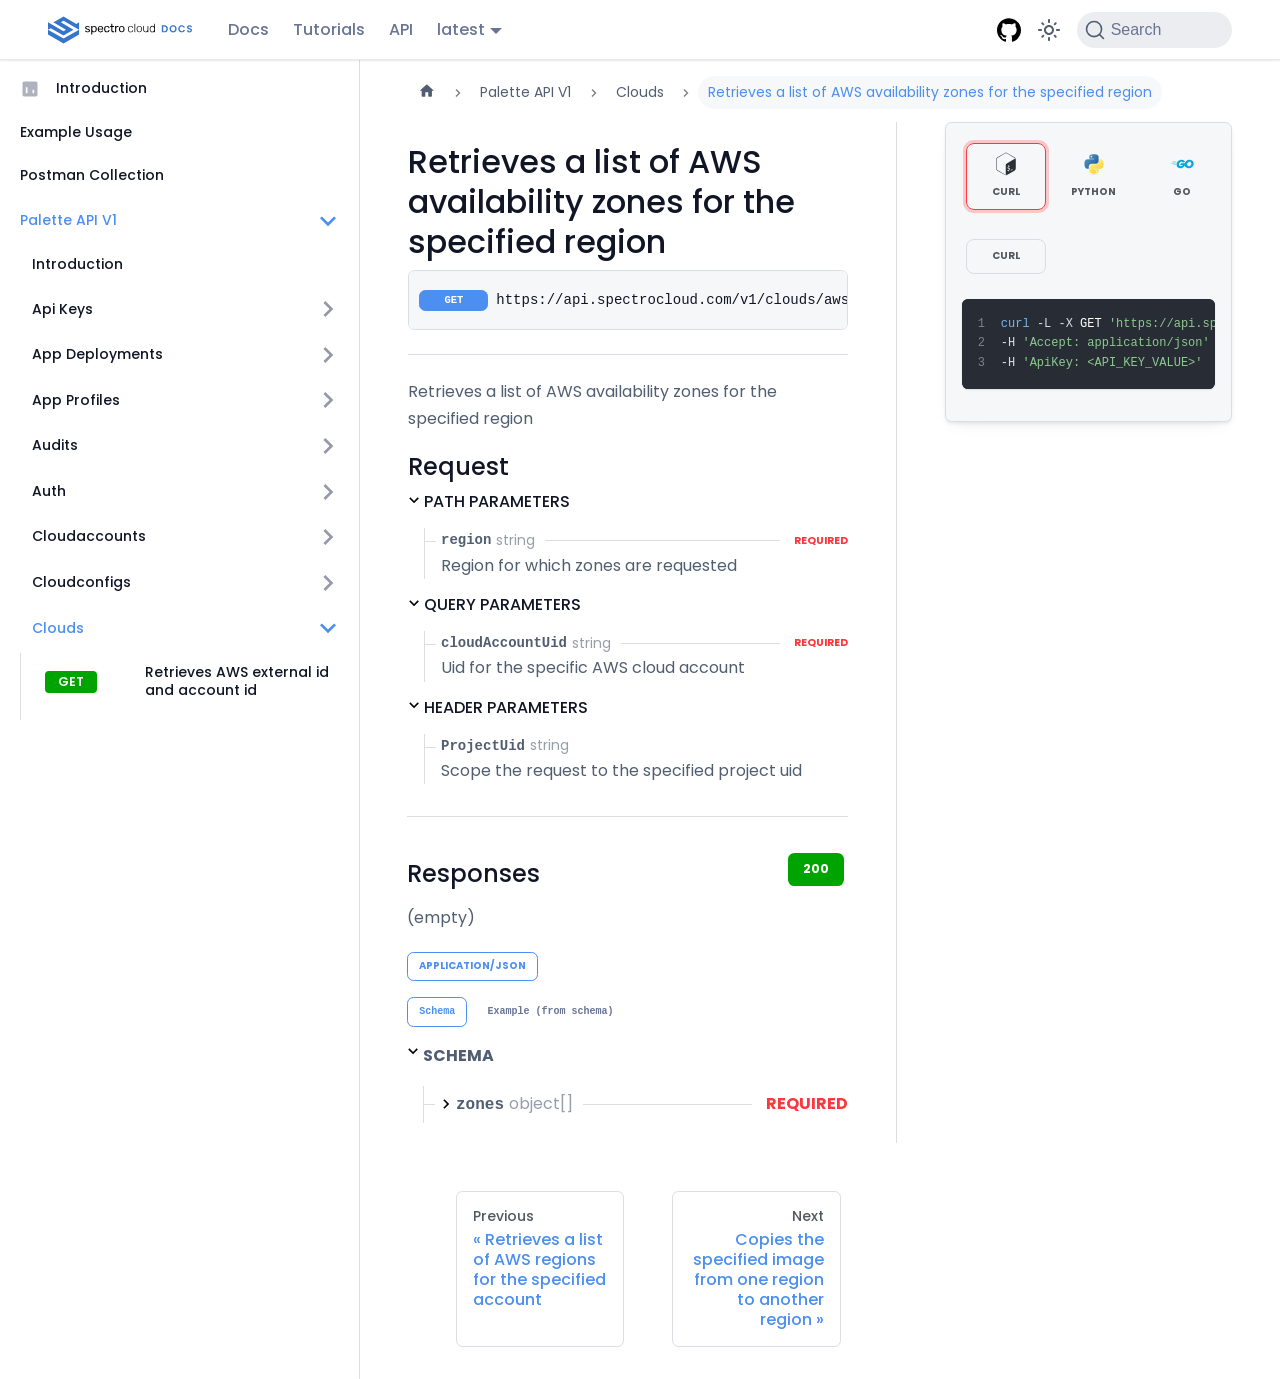 spectro cloud DOCS
Docs
Tutorials
API
latest
Search
Introduction
Example Usage
Postman Collection
Palette API V1
Introduction
Api Keys
App Deployments
App Profiles
Audits
Auth
Cloudaccounts
Cloudconfigs
Clouds
GET Retrieves AWS external id
and account id
Palette API V1
Clouds
Retrieves a list of AWS availability zones for the specified region
Retrieves a list of AWS
availability zones for the
specified region
GET https://api.spectrocloud.com/v1/clouds/aws
Retrieves a list of AWS availability zones for the
specified region
Request
PATH PARAMETERS
region string REQUIRED
Region for which zones are requested
QUERY PARAMETERS
cloudAccountUid string REQUIRED
Uid for the specific AWS cloud account
HEADER PARAMETERS
ProjectUid string
Scope the request to the specified project uid
Responses
200
(empty)
APPLICATION/JSON
Schema Example (from schema)
SCHEMA
zones object[] REQUIRED
Previous
« Retrieves a list
of AWS regions
for the specified
account
Next
Copies the
specified image
from one region
to another
region »
CURL PYTHON GO
CURL
1 curl -L -X GET 'https://api.sp
2 -H 'Accept: application/json'
3 -H 'ApiKey: <API_KEY_VALUE>'